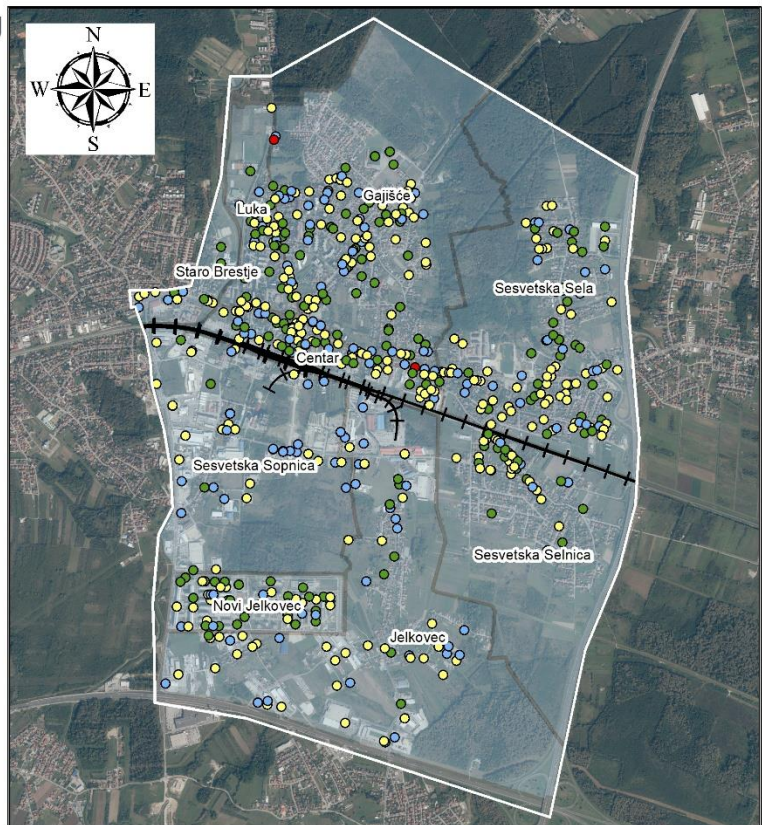 N
W E
S
Gajišće
Luka
Staro Brestje
Sesvetska Sela
Centar
Sesvetska Sopnica
Sesvetska Selnica
Novi Jelkovec
Jelkovec